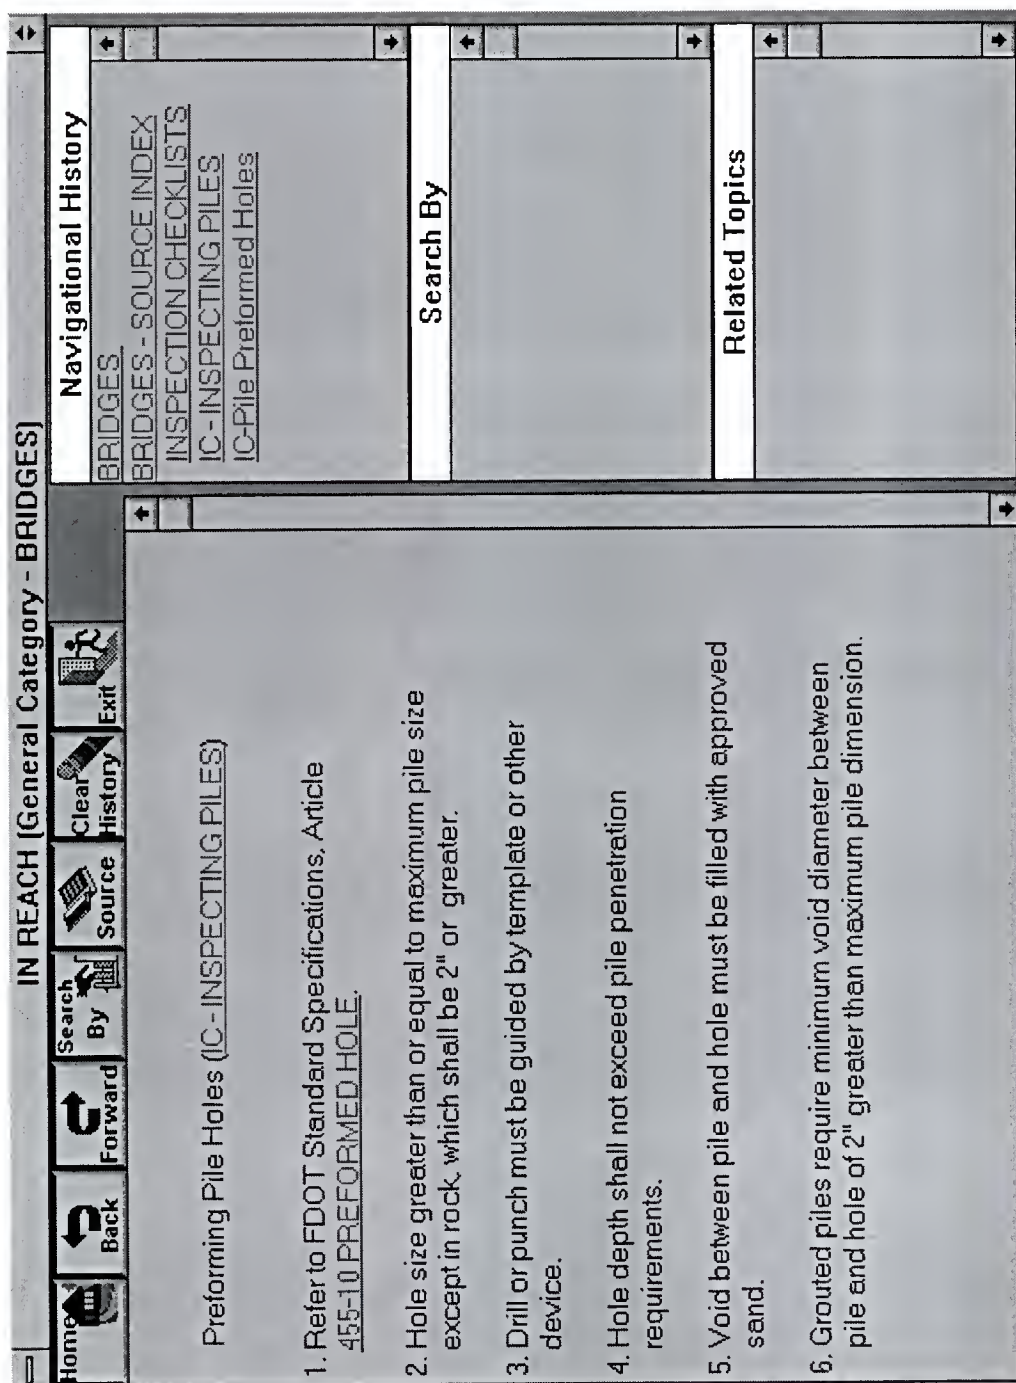 IN REACH [General Category - BRIDGES]
Home
Back
Forward
Search
By
Source
Clear
History
Exit
Preforming Pile Holes (IC - INSPECTING PILES)
1. Refer to FDOT Standard Specifications, Article
455-10 PREFORMED HOLE.
2. Hole size greater than or equal to maximum pile size
except in rock, which shall be 2" or greater.
3. Drill or punch must be guided by template or other
device.
4. Hole depth shall not exceed pile penetration
requirements.
5. Void between pile and hole must be filled with approved
sand.
6. Grouted piles require minimum void diameter between
pile and hole of 2" greater than maximum pile dimension.
Navigational History
BRIDGES
BRIDGES - SOURCE INDEX
INSPECTION CHECKLISTS
IC - INSPECTING PILES
IC-Pile Preformed Holes
Search By
Related Topics